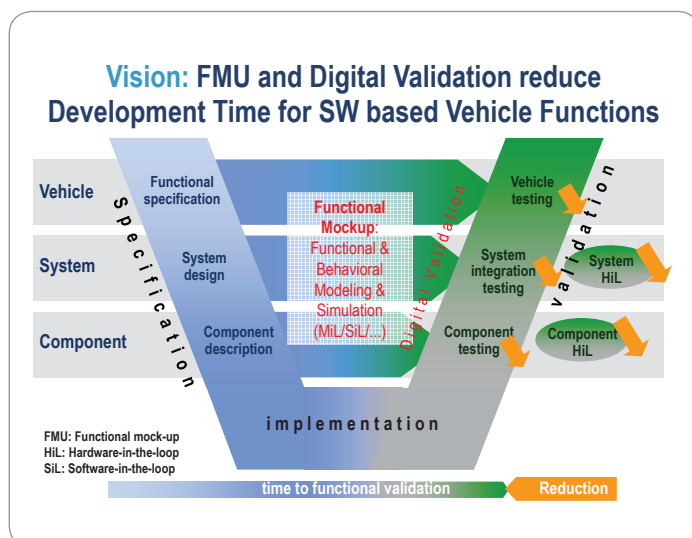 Vision: FMU and Digital Validation reduce
Development Time for SW based Vehicle Functions
Vehicle
Functional
specification
Vehicle
testing
Functional
Mockup:
Functional &
Behavioral
Modeling &
Simulation
(MiL/SiL/...)
Digital Validation
Specification
validation
System
System
design
System
integration
testing
System
HiL
Component
Component
description
Component
testing
Component
HiL
implementation
FMU: Functional mock-up
HiL: Hardware-in-the-loop
SiL: Software-in-the-loop
time to functional validation
Reduction